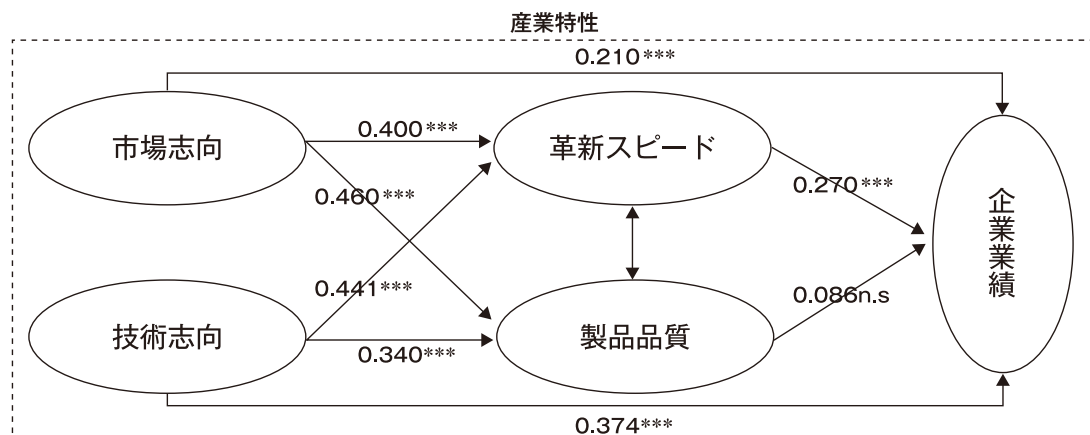 産業特性
0.210***
市場志向
0.400***
革新スピード
0.460***
0.270***
企業業績
0.441***
0.086n.s
技術志向
0.340***
製品品質
0.374***